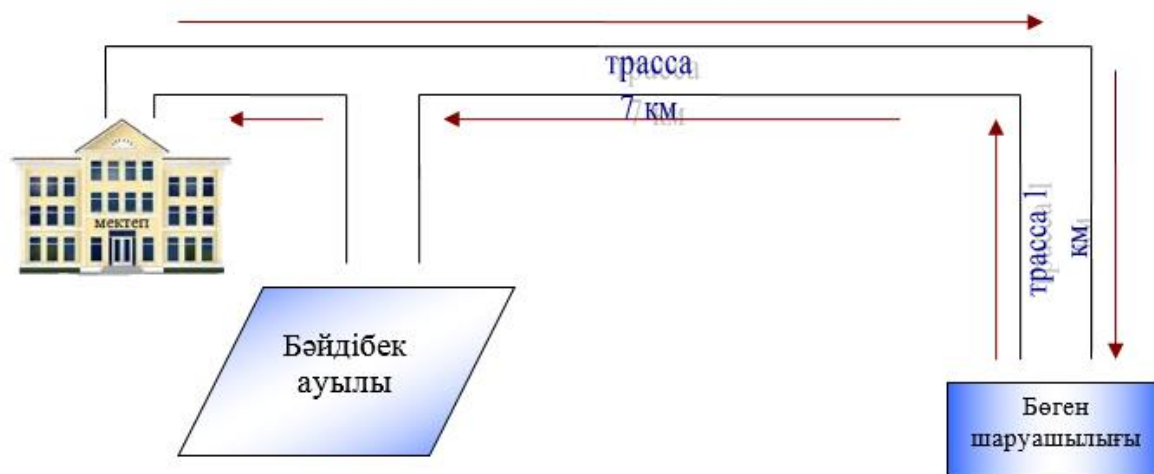 трасса
7 км
трасса 1
км
мектеп
Бәйдібек
ауылы
Бөген
шаруашылығы